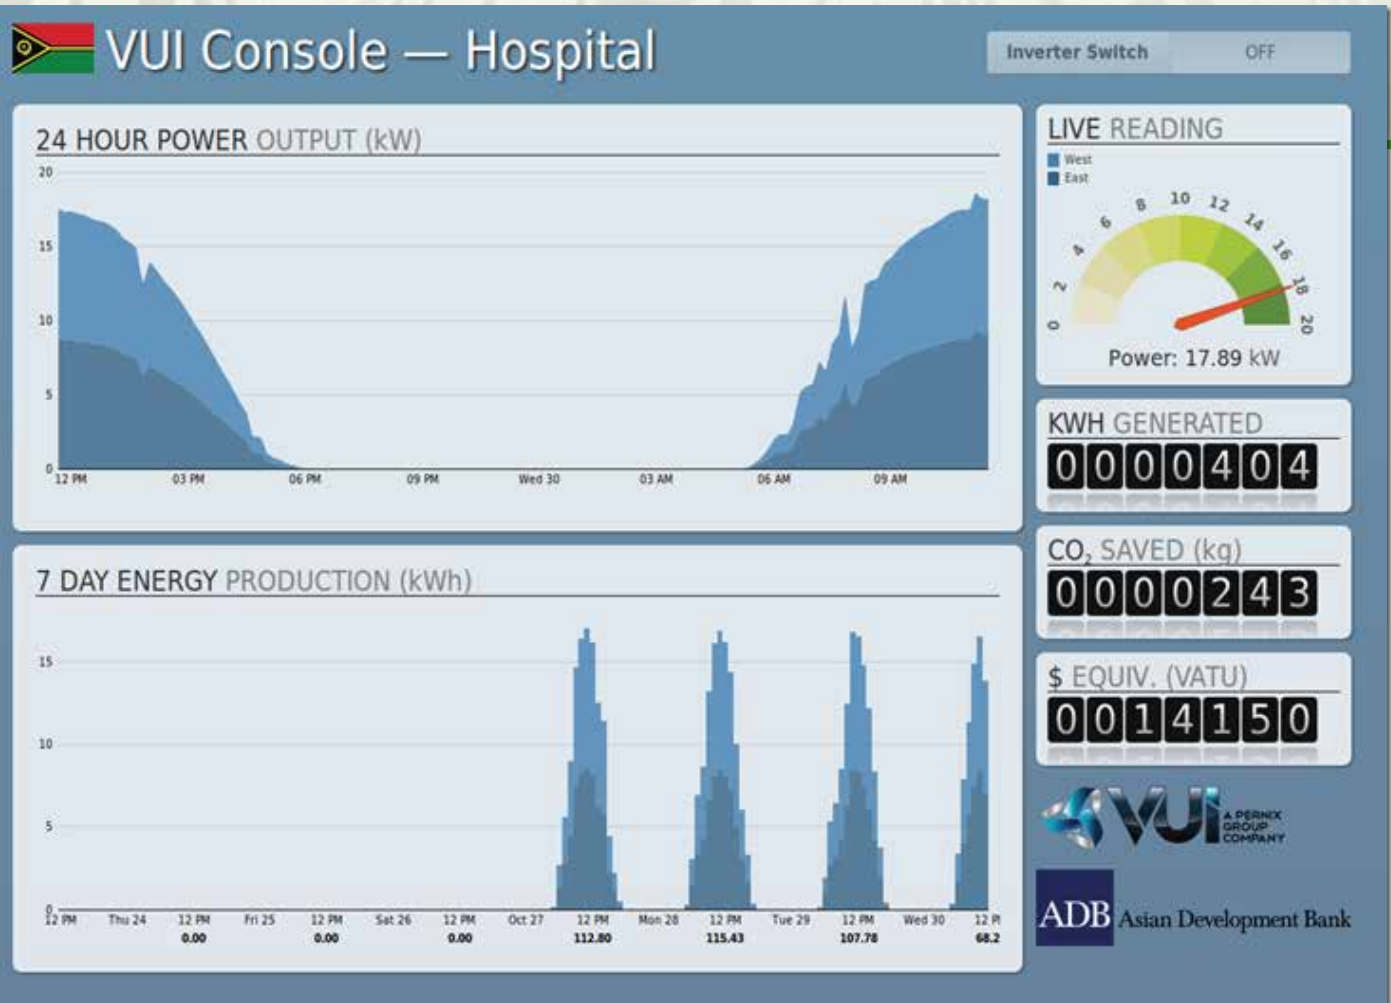 VUI Console — Hospital
Inverter Switch OFF
24 HOUR POWER OUTPUT (kW)
20
15
10
5
0
12 PM 03 PM 06 PM 09 PM Wed 30 03 AM 06 AM 09 AM
LIVE READING
West
East
0 2 4 6 8 10 12 14 16 18 20
Power: 17.89 kW
KWH GENERATED
0000404
CO₂ SAVED (kg)
0000243
$ EQUIV. (VATU)
0014150
7 DAY ENERGY PRODUCTION (kWh)
15
10
5
0
12 PM Thu 24 12 PM Fri 25 12 PM Sat 26 12 PM Oct 27 12 PM Mon 28 12 PM Tue 29 12 PM Wed 30 12 P
0.00 0.00 0.00 112.80 115.43 107.78 68.2
VUI A PERNIX
GROUP
COMPANY
ADB Asian Development Bank